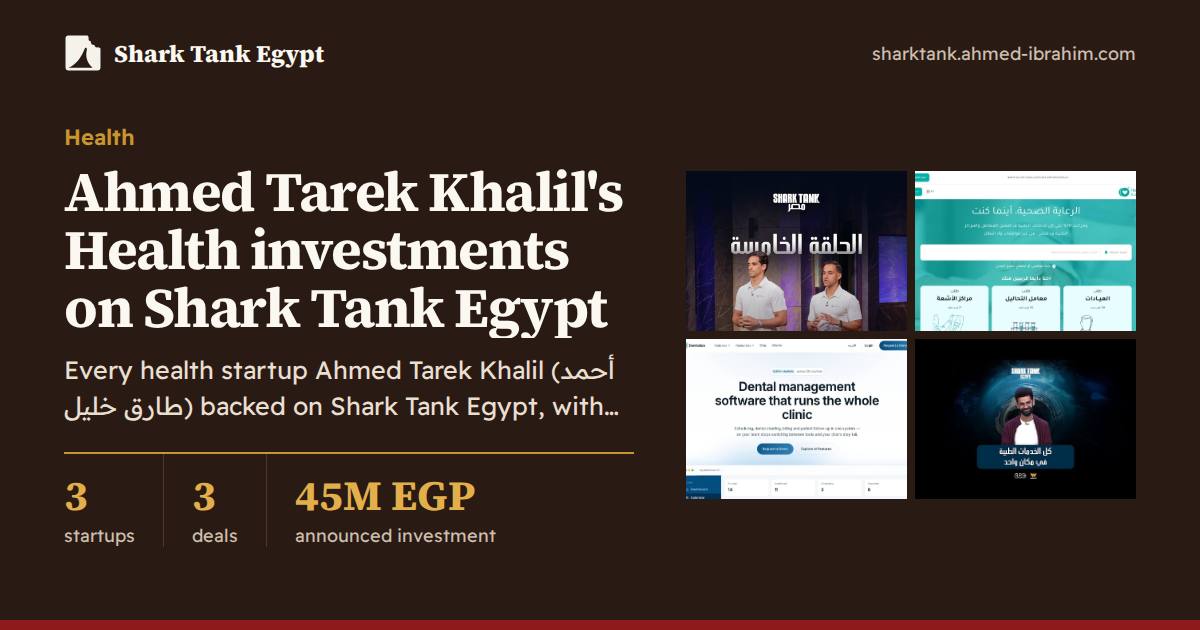 Shark Tank Egypt
sharktank.ahmed-ibrahim.com
Health
Ahmed Tarek Khalil's
Health investments
on Shark Tank Egypt
Every health startup Ahmed Tarek Khalil (أحمد
طارق خليل) backed on Shark Tank Egypt, with...
3
startups
3
deals
45M EGP
announced investment
SHARK TANK
مصر
الحلقة الخامسة
الرعاية الصحية. أينما كنت
مراكز الأشعة
معامل التحاليل
العيادات
Dental management
software that runs the whole
clinic
SHARK TANK
كل الخدمات الطبية
في مكان واحد